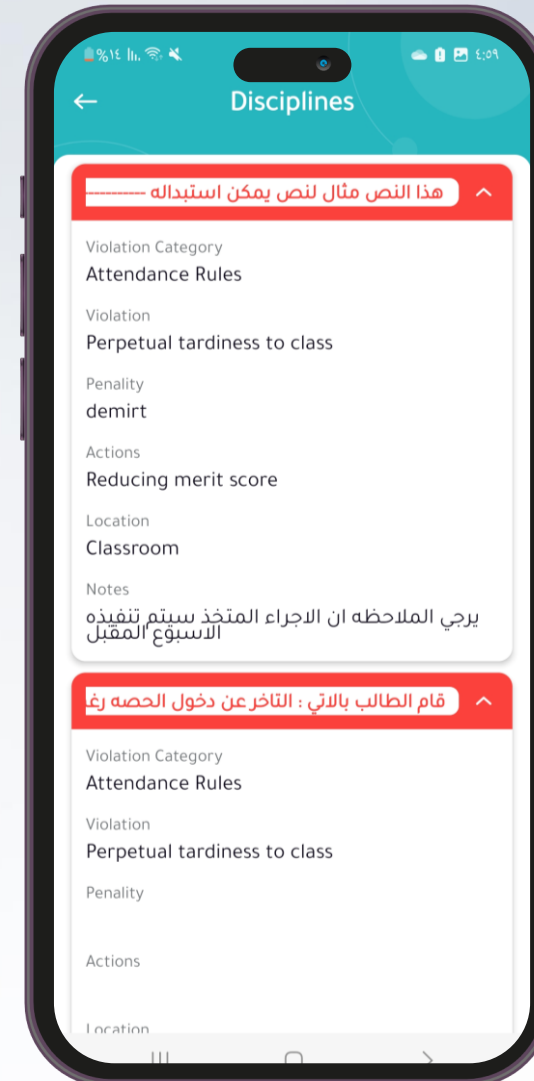 %١٤
٤:٥٩
Disciplines
هذا النص مثال لنص يمكن استبداله -----------
Violation Category
Attendance Rules
Violation
Perpetual tardiness to class
Penality
demirt
Actions
Reducing merit score
Location
Classroom
Notes
يرجي الملاحظه ان الاجراء المتخذ سيتم تنفيذه
الاسبوع المقبل
قام الطالب بالاتي : التاخر عن دخول الحصه رغ
Violation Category
Attendance Rules
Violation
Perpetual tardiness to class
Penality
Actions
Location